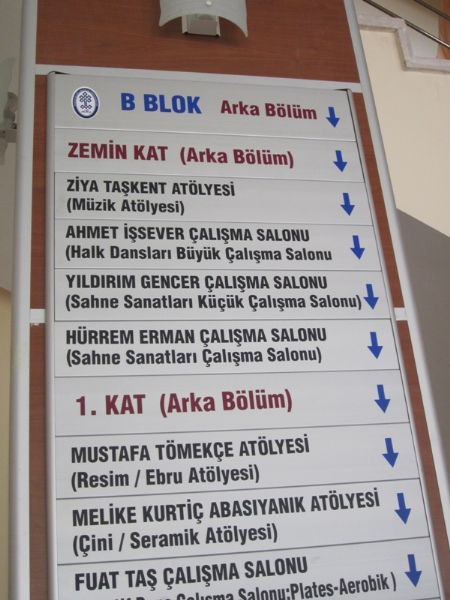 B BLOK Arka Bölüm
ZEMİN KAT (Arka Bölüm)
ZİYA TAŞKENT ATÖLYESİ
(Müzik Atölyesi)
AHMET İŞSEVER ÇALIŞMA SALONU
(Halk Dansları Büyük Çalışma Salonu
YILDIRIM GENCER ÇALIŞMA SALONU
(Sahne Sanatları Küçük Çalışma Salonu)
HÜRREM ERMAN ÇALIŞMA SALONU
(Sahne Sanatları Çalışma Salonu)
1. KAT (Arka Bölüm)
MUSTAFA TÖMEKÇE ATÖLYESİ
(Resim / Ebru Atölyesi)
MELİKE KURTİÇ ABASIYANIK ATÖLYESİ
(Çini / Seramik Atölyesi)
FUAT TAŞ ÇALIŞMA SALONU
Çalışma Salonu:Plates-Aerobik)